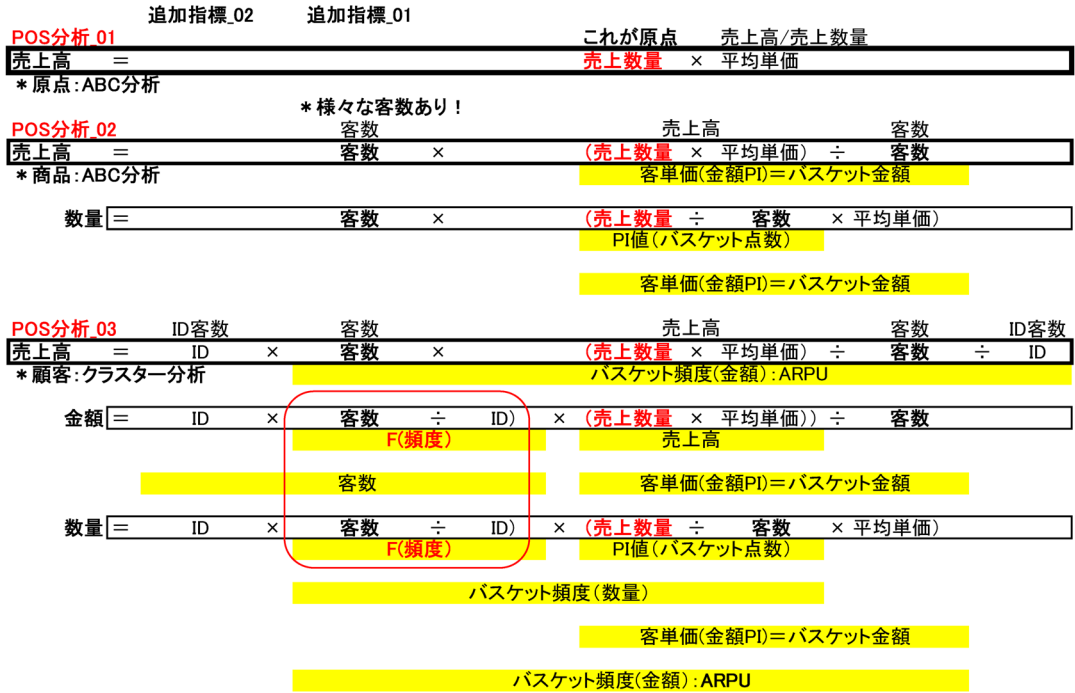 追加指標_02 追加指標_01
POS分析_01 これが原点 売上高/売上数量
売上高 = 売上数量 × 平均単価
＊原点：ABC分析
＊様々な客数あり！
POS分析_02 客数 売上高 客数
売上高 = 客数 × (売上数量 × 平均単価) ÷ 客数
＊商品：ABC分析 客単価(金額PI)＝バスケット金額
数量 = 客数 × (売上数量 ÷ 客数 × 平均単価)
PI値(バスケット点数)
客単価(金額PI)＝バスケット金額
POS分析_03 ID客数 客数 売上高 客数 ID客数
売上高 = ID × 客数 × (売上数量 × 平均単価) ÷ 客数 ÷ ID
＊顧客：クラスター分析 バスケット頻度(金額)：ARPU
金額 = ID × 客数 ÷ ID) × (売上数量 × 平均単価)) ÷ 客数
F(頻度) 売上高
客数 客単価(金額PI)＝バスケット金額
数量 = ID × 客数 ÷ ID) × (売上数量 ÷ 客数 × 平均単価)
F(頻度) PI値(バスケット点数)
バスケット頻度(数量)
客単価(金額PI)＝バスケット金額
バスケット頻度(金額)：ARPU